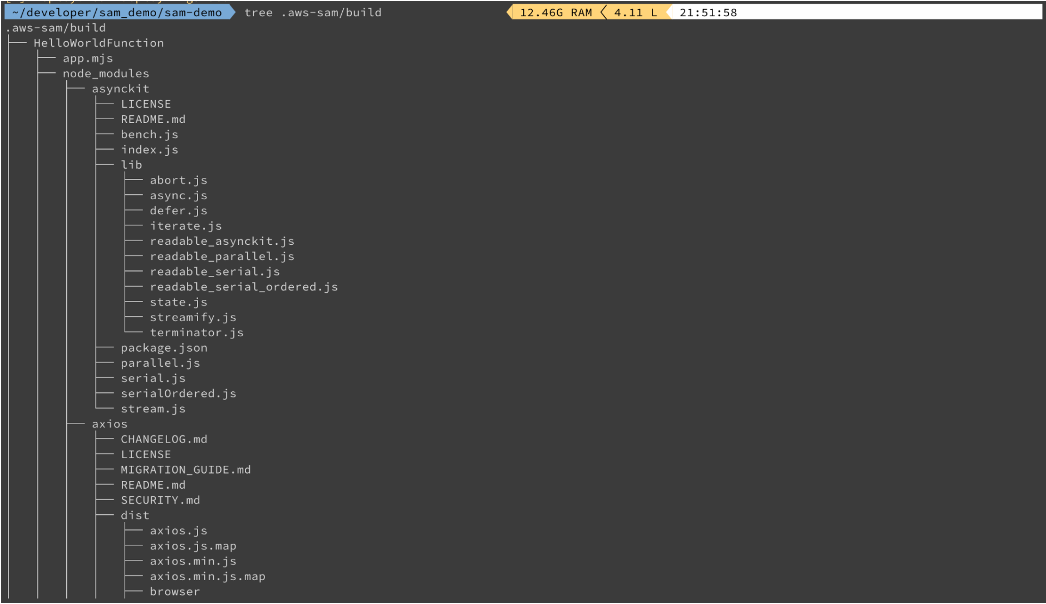 ~/developer/sam_demo/sam-demo tree .aws-sam/build 12.46G RAM 4.11 L 21:51:58
.aws-sam/build
├── HelloWorldFunction
│   ├── app.mjs
│   ├── node_modules
│   │   ├── asynckit
│   │   │   ├── LICENSE
│   │   │   ├── README.md
│   │   │   ├── bench.js
│   │   │   ├── index.js
│   │   │   ├── lib
│   │   │   │   ├── abort.js
│   │   │   │   ├── async.js
│   │   │   │   ├── defer.js
│   │   │   │   ├── iterate.js
│   │   │   │   ├── readable_asynckit.js
│   │   │   │   ├── readable_parallel.js
│   │   │   │   ├── readable_serial.js
│   │   │   │   ├── readable_serial_ordered.js
│   │   │   │   ├── state.js
│   │   │   │   ├── streamify.js
│   │   │   │   └── terminator.js
│   │   │   ├── package.json
│   │   │   ├── parallel.js
│   │   │   ├── serial.js
│   │   │   ├── serialOrdered.js
│   │   │   └── stream.js
│   │   ├── axios
│   │   │   ├── CHANGELOG.md
│   │   │   ├── LICENSE
│   │   │   ├── MIGRATION_GUIDE.md
│   │   │   ├── README.md
│   │   │   ├── SECURITY.md
│   │   │   ├── dist
│   │   │   │   ├── axios.js
│   │   │   │   ├── axios.js.map
│   │   │   │   ├── axios.min.js
│   │   │   │   ├── axios.min.js.map
│   │   │   │   ├── browser